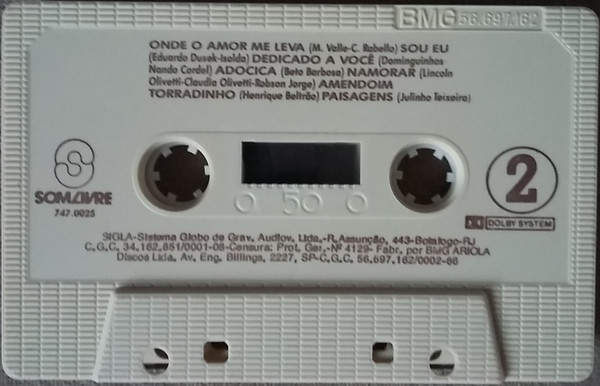 BMG 56.697.162
ONDE O AMOR ME LEVA (M. Valle-C. Rabello) SOU EU
(Eduardo Dusek-Isolda) DEDICADO A VOCÊ (Dominguinhos
Nando Cordel) ADOCICA (Beto Barbosa) NAMORAR (Lincoln
Olivetti-Claudia Olivetti-Robson Jorge) AMENDOIM
TORRADINHO (Henrique Beltrão) PAISAGENS (Julinho Teixeira)
SOM LIVRE
747.0025
0 50 0
2
DOLBY SYSTEM
SIGLA-Sistema Globo de Grav. Audiov. Ltda.-R. Assunção, 443-Botafogo-RJ
C.G.C. 34.162.851/0001-08-Censura: Prot. Ger.-Nº 4129- Fabr. por BMG ARIOLA
Discos Ltda. Av. Eng. Billings, 2227, SP-C.G.C. 56.697.162/0002-66